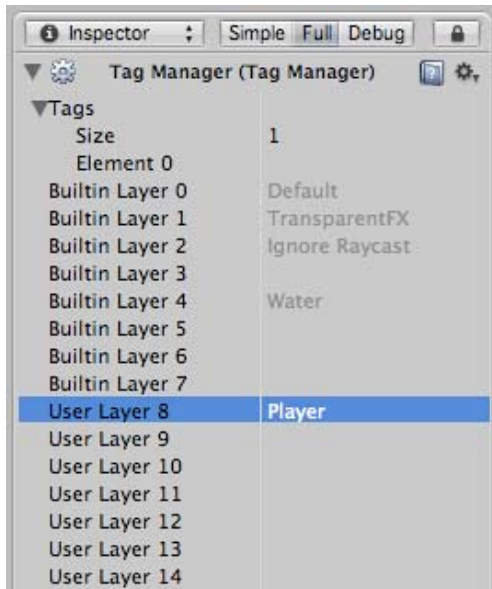 Inspector Simple Full Debug
Tag Manager (Tag Manager)
Tags
Size 1
Element 0
Builtin Layer 0 Default
Builtin Layer 1 TransparentFX
Builtin Layer 2 Ignore Raycast
Builtin Layer 3
Builtin Layer 4 Water
Builtin Layer 5
Builtin Layer 6
Builtin Layer 7
User Layer 8 Player
User Layer 9
User Layer 10
User Layer 11
User Layer 12
User Layer 13
User Layer 14